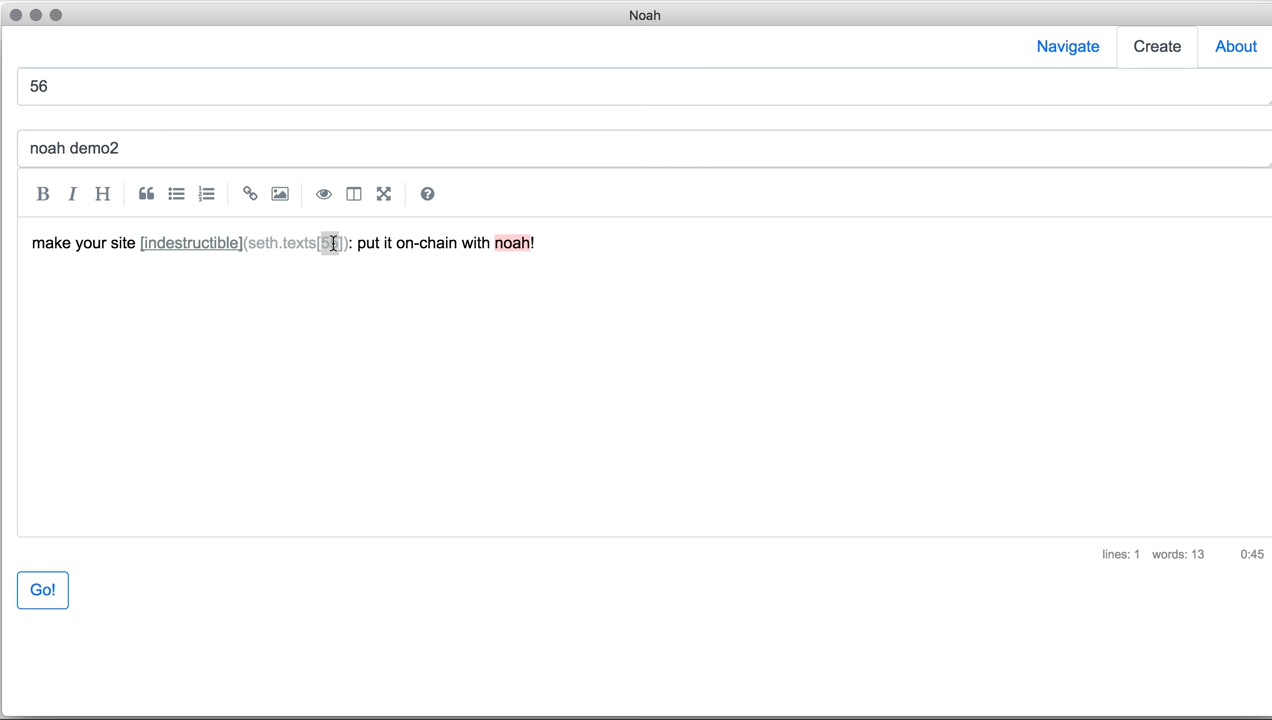 Noah
Navigate Create About
56
noah demo2
B I H
make your site [indestructible](seth.texts[55]): put it on-chain with noah!
lines: 1 words: 13 0:45
Go!